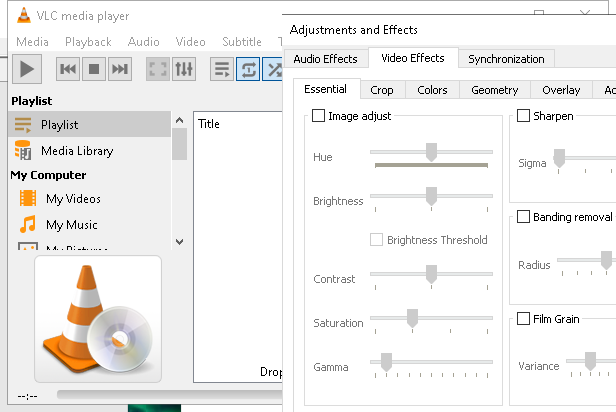 VLC media player
Media Playback Audio Video Subtitle
Playlist
Playlist
Media Library
My Computer
My Videos
My Music
My Pictures
Title
Drop
--:--
Adjustments and Effects
Audio Effects Video Effects Synchronization
Essential Crop Colors Geometry Overlay
Image adjust
Hue
Brightness
Brightness Threshold
Contrast
Saturation
Gamma
Sharpen
Sigma
Banding removal
Radius
Film Grain
Variance